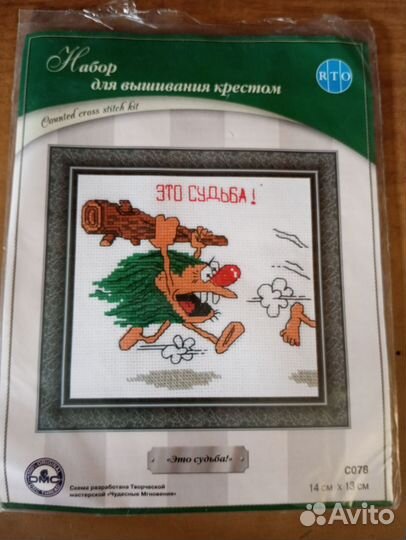 Набор
для вышивания крестом
Counted cross stitch kit
RTO
ЭТО СУДЬБА!
«Это судьба!»
C078
14 см x 13 см
DMC
Схема разработана Творческой
мастерской «Чудесные Мгновения»
Avito